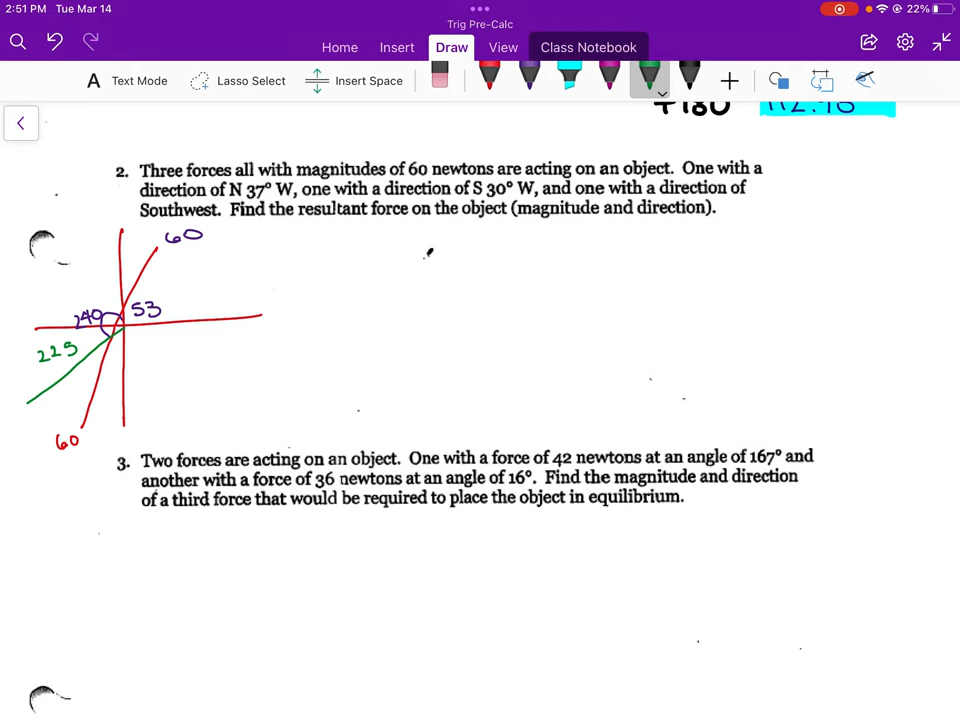 2:51 PM Tue Mar 14
22%
Trig Pre-Calc
Home Insert Draw View Class Notebook
A Text Mode Lasso Select Insert Space
+180 112.48
2. Three forces all with magnitudes of 60 newtons are acting on an object. One with a
direction of N 37° W, one with a direction of S 30° W, and one with a direction of
Southwest. Find the resultant force on the object (magnitude and direction).
60
240 53
225
60
3. Two forces are acting on an object. One with a force of 42 newtons at an angle of 167° and
another with a force of 36 newtons at an angle of 16°. Find the magnitude and direction
of a third force that would be required to place the object in equilibrium.